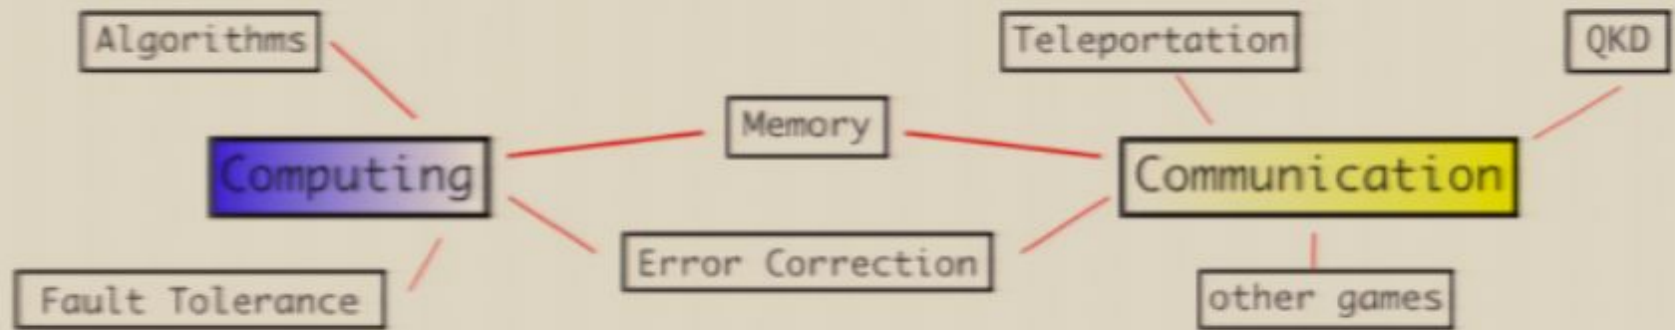 Algorithms
Teleportation
QKD
Memory
Computing
Communication
Error Correction
Fault Tolerance
other games